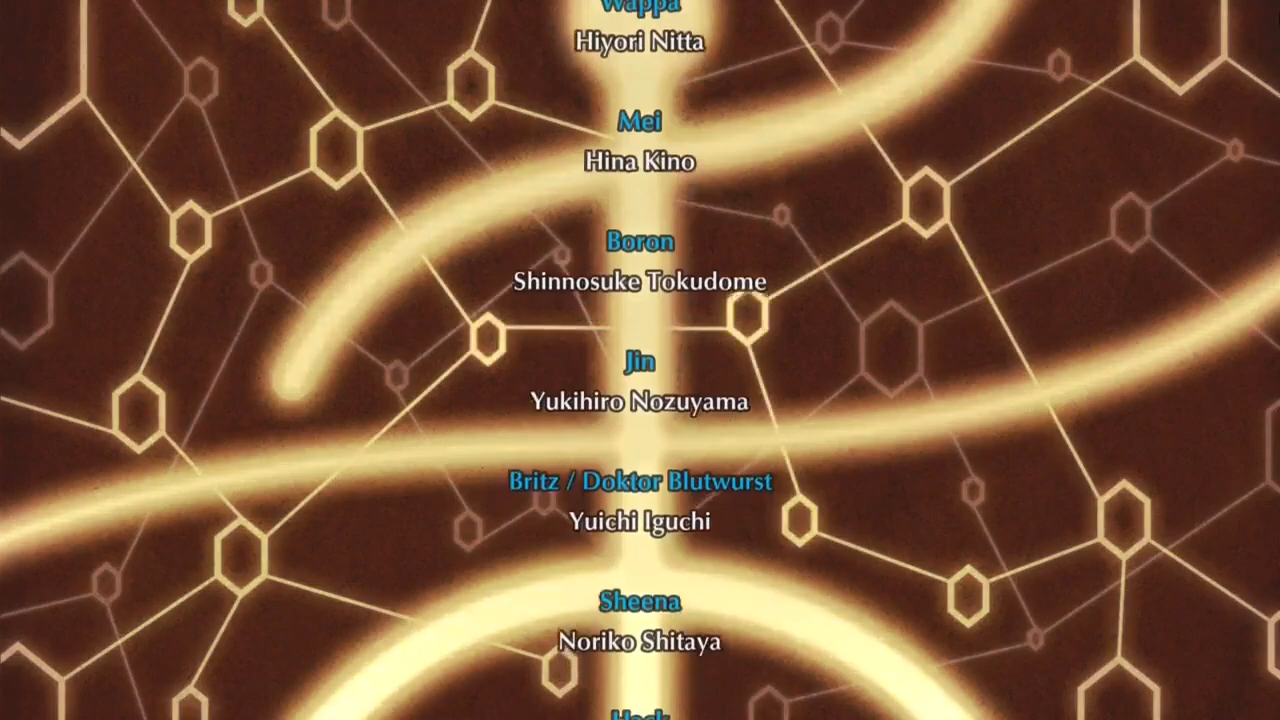 Wappa
Hiyori Nitta
Mei
Hina Kino
Boron
Shinnosuke Tokudome
Jin
Yukihiro Nozuyama
Britz / Doktor Blutwurst
Yuichi Iguchi
Sheena
Noriko Shitaya